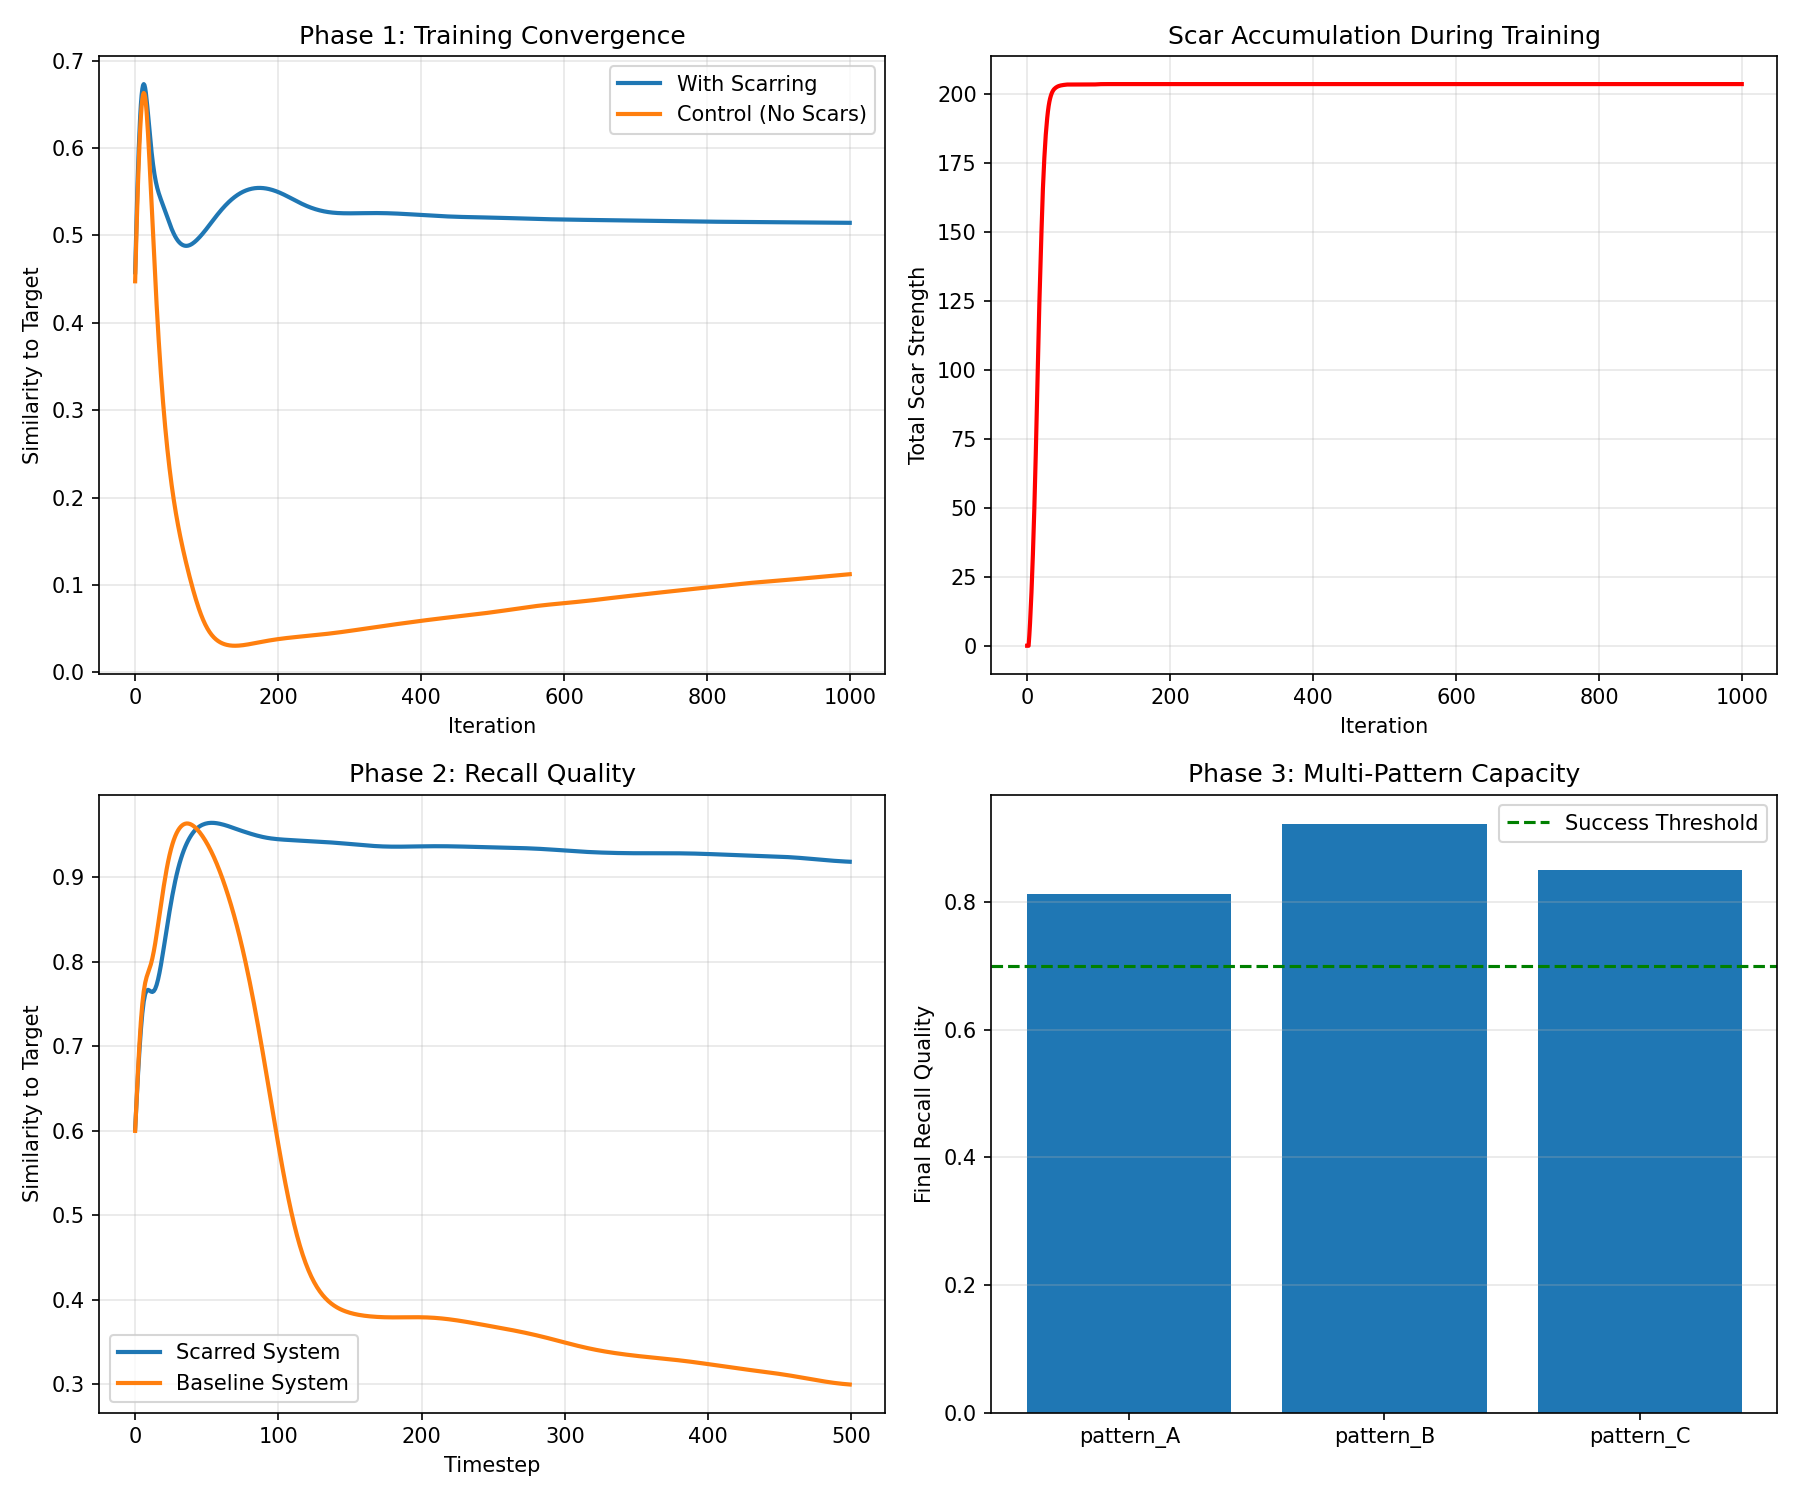 Phase 1: Training Convergence
0.7
0.6
0.5
0.4
0.3
0.2
0.1
0.0
Similarity to Target
With Scarring
Control (No Scars)
0 200 400 600 800 1000
Iteration
Scar Accumulation During Training
200
175
150
125
100
75
50
25
0
Total Scar Strength
0 200 400 600 800 1000
Iteration
Phase 2: Recall Quality
0.9
0.8
0.7
0.6
0.5
0.4
0.3
Similarity to Target
Scarred System
Baseline System
0 100 200 300 400 500
Timestep
Phase 3: Multi-Pattern Capacity
Success Threshold
0.8
0.6
0.4
0.2
0.0
Final Recall Quality
pattern_A pattern_B pattern_C